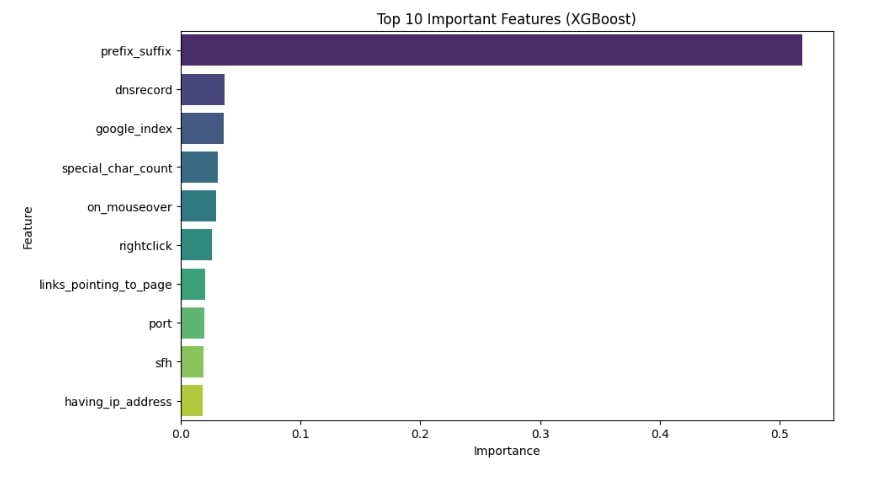 Top 10 Important Features (XGBoost)
Feature
prefix_suffix
dnsrecord
google_index
special_char_count
on_mouseover
rightclick
links_pointing_to_page
port
sfh
having_ip_address
0.0 0.1 0.2 0.3 0.4 0.5
Importance